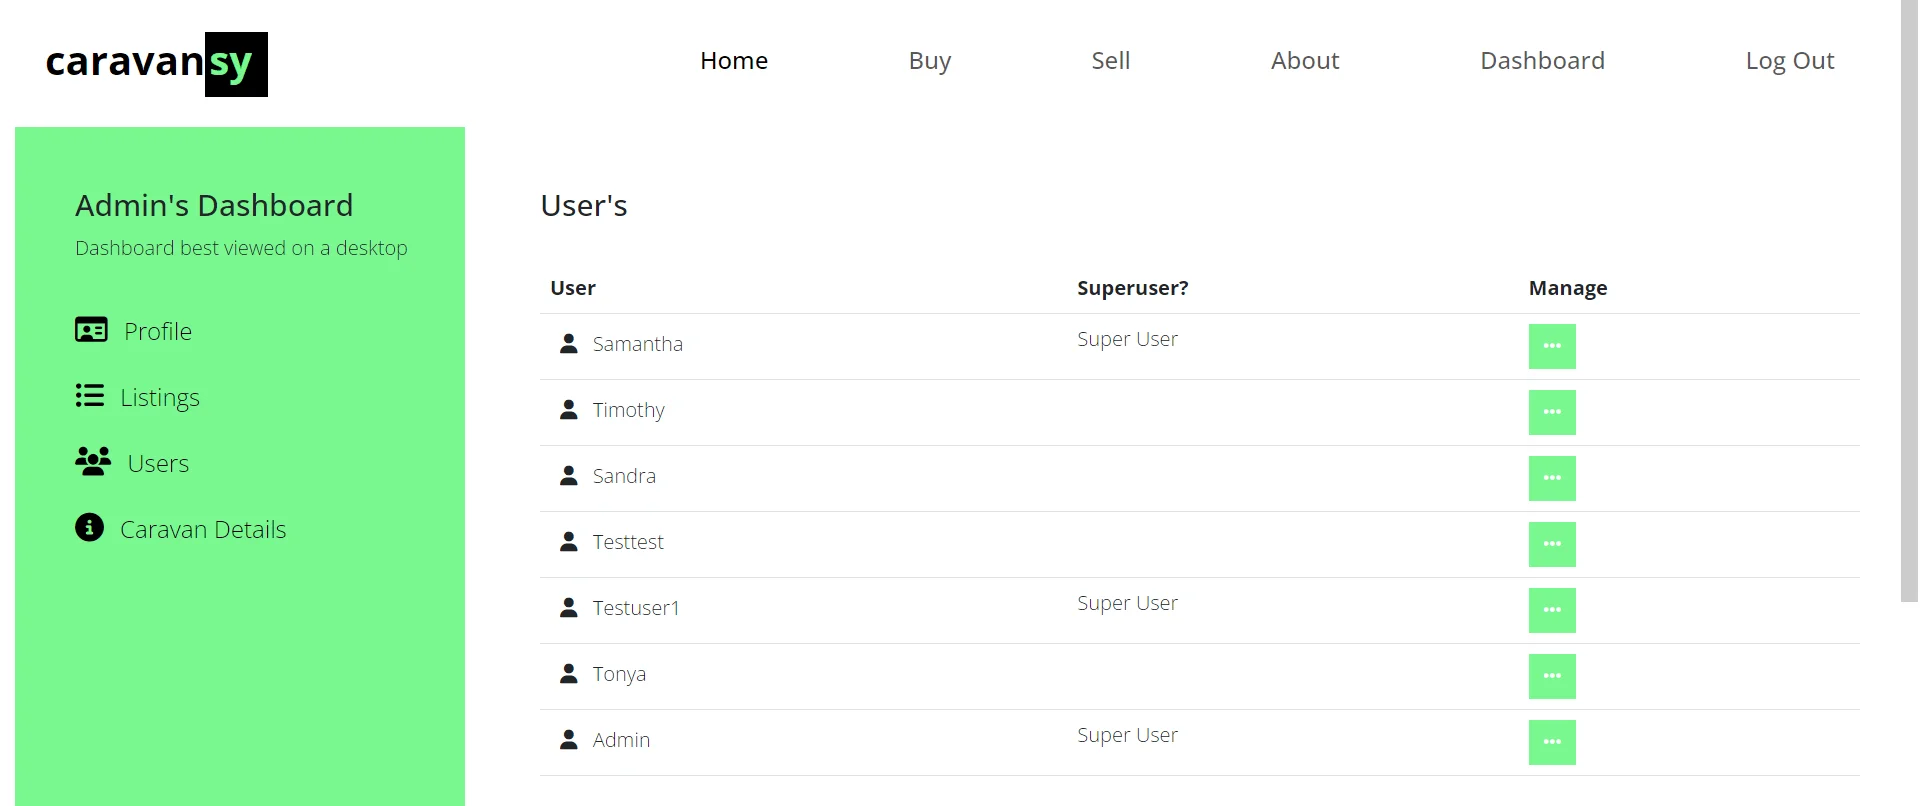 caravansy
Home Buy Sell About Dashboard Log Out
Admin's Dashboard
Dashboard best viewed on a desktop
Profile
Listings
Users
Caravan Details
User's
User Superuser? Manage
Samantha Super User
Timothy
Sandra
Testtest
Testuser1 Super User
Tonya
Admin Super User